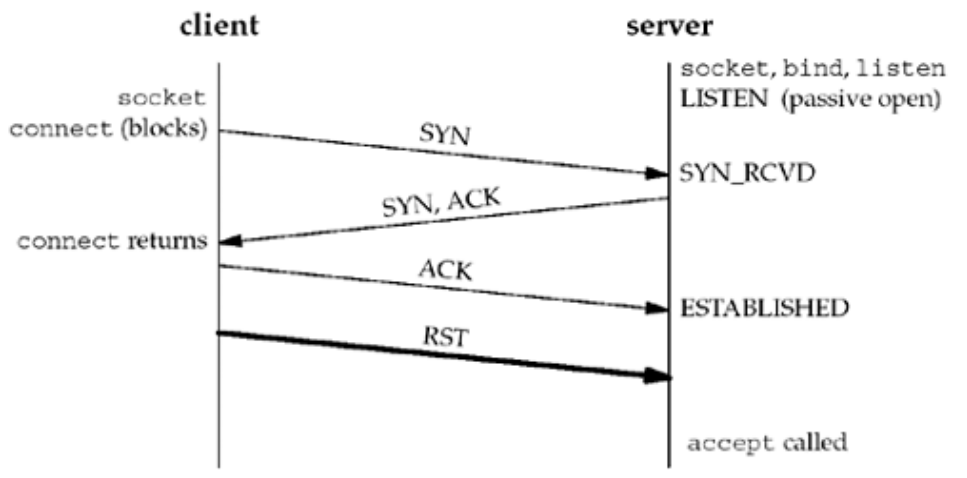 client
server
socket, bind, listen
LISTEN (passive open)
socket
connect (blocks)
SYN
SYN_RCVD
SYN, ACK
connect returns
ACK
ESTABLISHED
RST
accept called